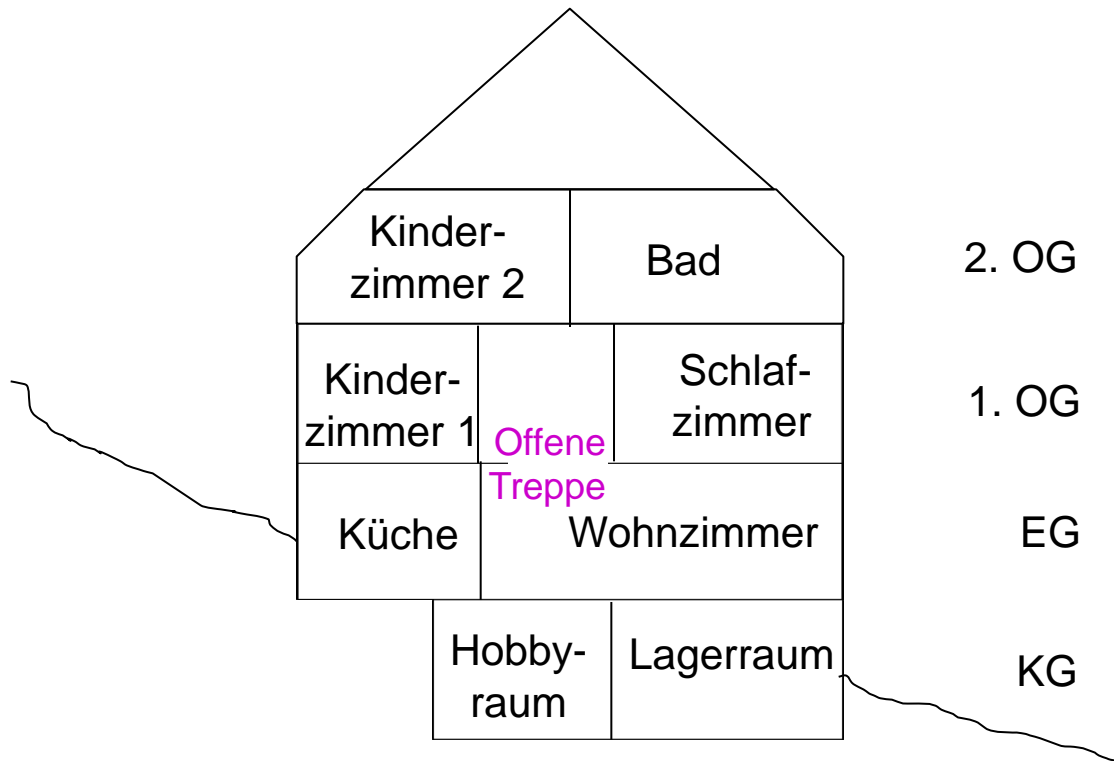 Kinder-
zimmer 2
Bad
2. OG
Kinder-
zimmer 1
Offene
Treppe
Schlaf-
zimmer
1. OG
Küche
Wohnzimmer
EG
Hobby-
raum
Lagerraum
KG